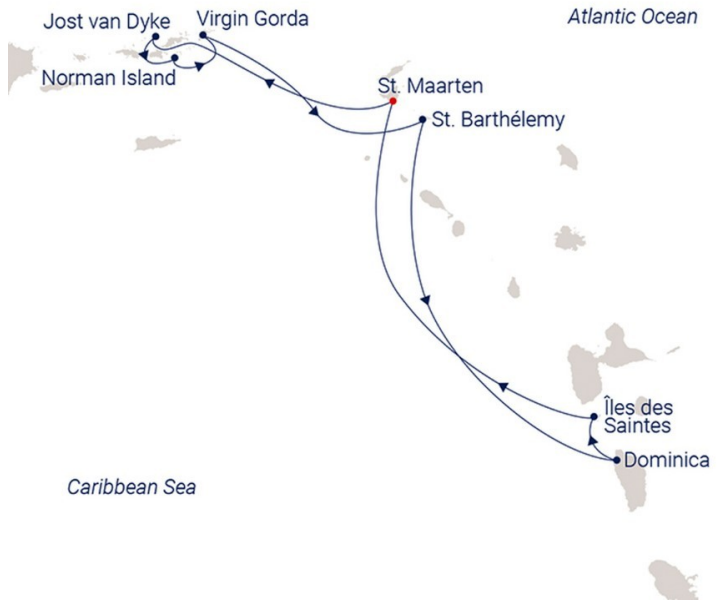 Jost van Dyke
Virgin Gorda
Atlantic Ocean
Norman Island
St. Maarten
St. Barthélemy
Îles des
Saintes
Dominica
Caribbean Sea